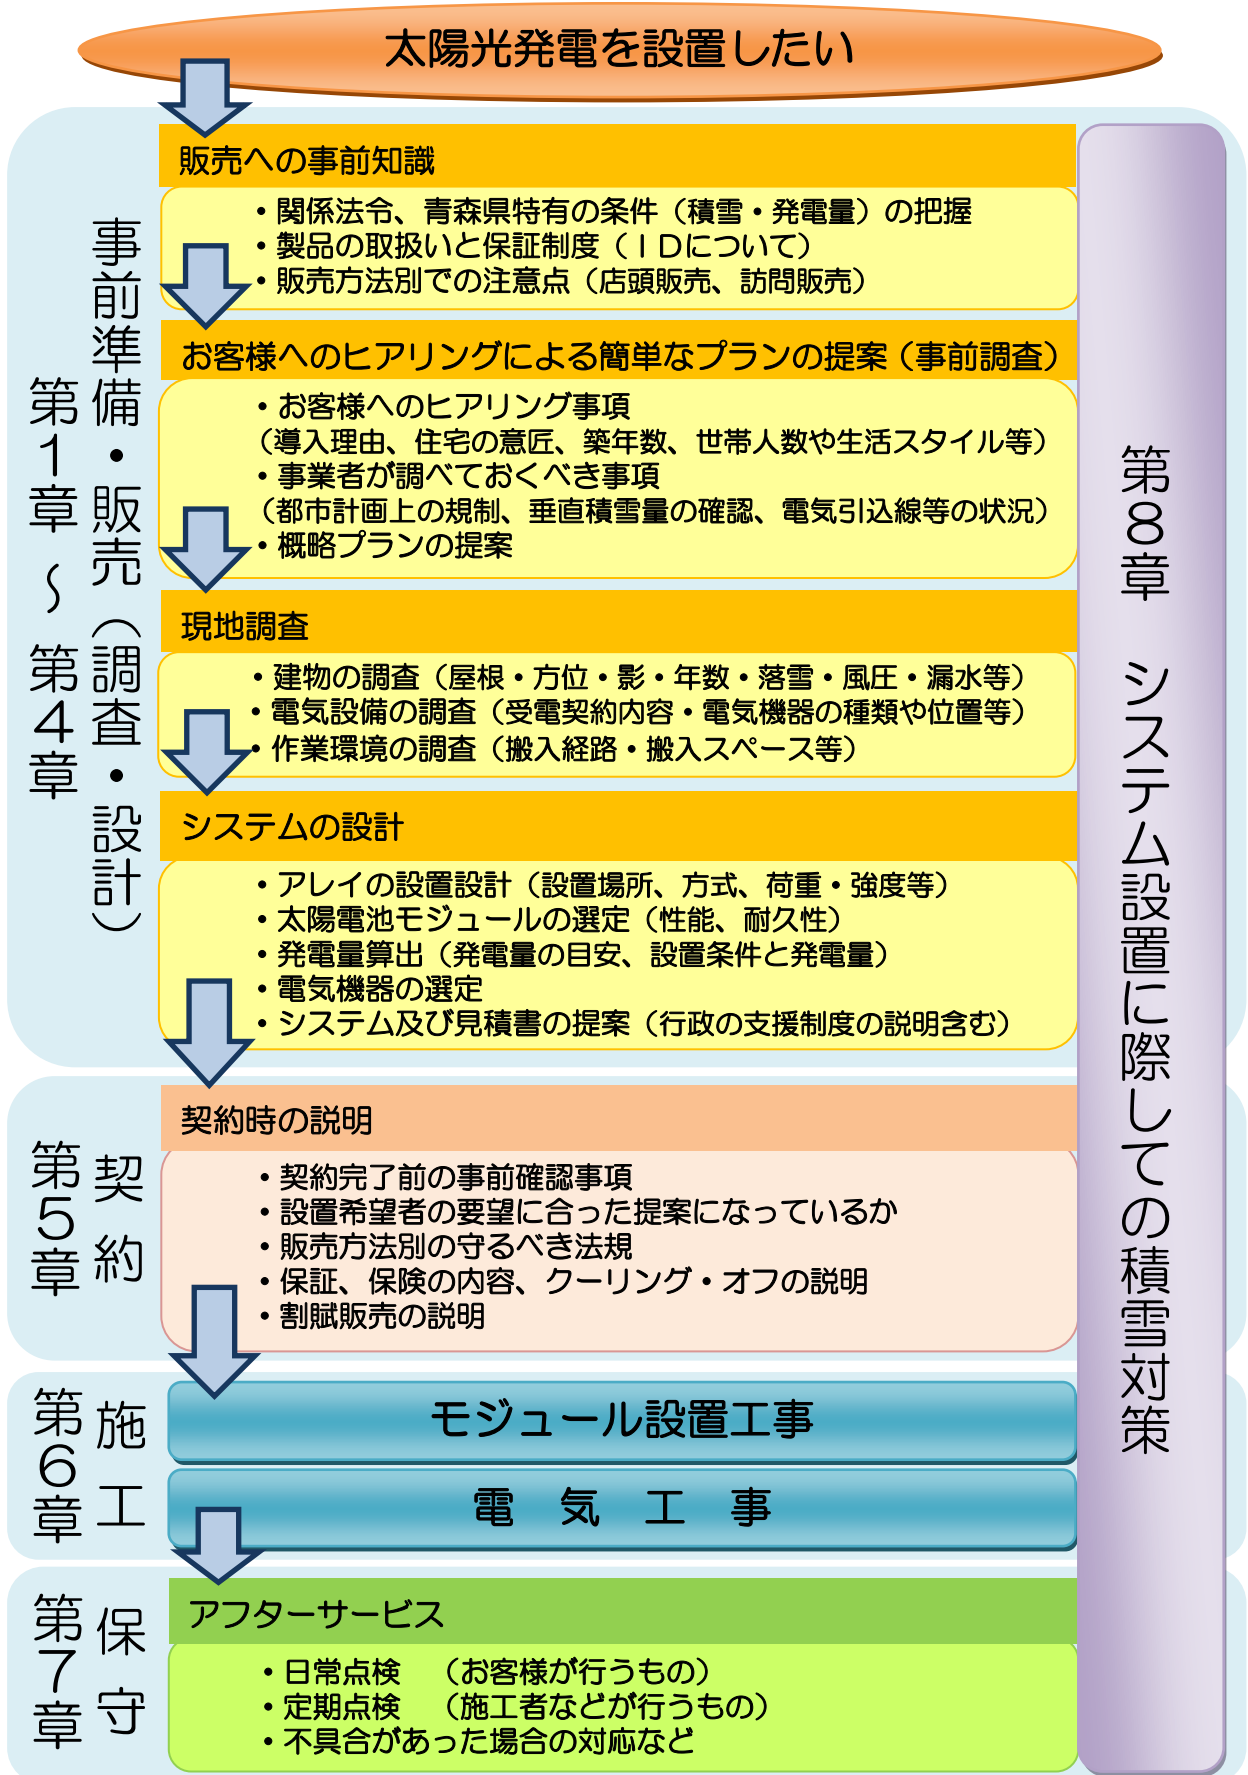 太陽光発電を設置したい
事前準備・販売（調査・設計）
第１章～第４章
販売への事前知識
・関係法令、青森県特有の条件（積雪・発電量）の把握
・製品の取扱いと保証制度（ＩＤについて）
・販売方法別での注意点（店頭販売、訪問販売）
お客様へのヒアリングによる簡単なプランの提案（事前調査）
・お客様へのヒアリング事項
（導入理由、住宅の意匠、築年数、世帯人数や生活スタイル等）
・事業者が調べておくべき事項
（都市計画上の規制、垂直積雪量の確認、電気引込線等の状況）
・概略プランの提案
現地調査
・建物の調査（屋根・方位・影・年数・落雪・風圧・漏水等）
・電気設備の調査（受電契約内容・電気機器の種類や位置等）
・作業環境の調査（搬入経路・搬入スペース等）
システムの設計
・アレイの設置設計（設置場所、方式、荷重・強度等）
・太陽電池モジュールの選定（性能、耐久性）
・発電量算出（発電量の目安、設置条件と発電量）
・電気機器の選定
・システム及び見積書の提案（行政の支援制度の説明含む）
契約
第５章
契約時の説明
・契約完了前の事前確認事項
・設置希望者の要望に合った提案になっているか
・販売方法別の守るべき法規
・保証、保険の内容、クーリング・オフの説明
・割賦販売の説明
施工
第６章
モジュール設置工事
電　気　工　事
保守
第７章
アフターサービス
・日常点検　（お客様が行うもの）
・定期点検　（施工者などが行うもの）
・不具合があった場合の対応など
第８章　システム設置に際しての積雪対策